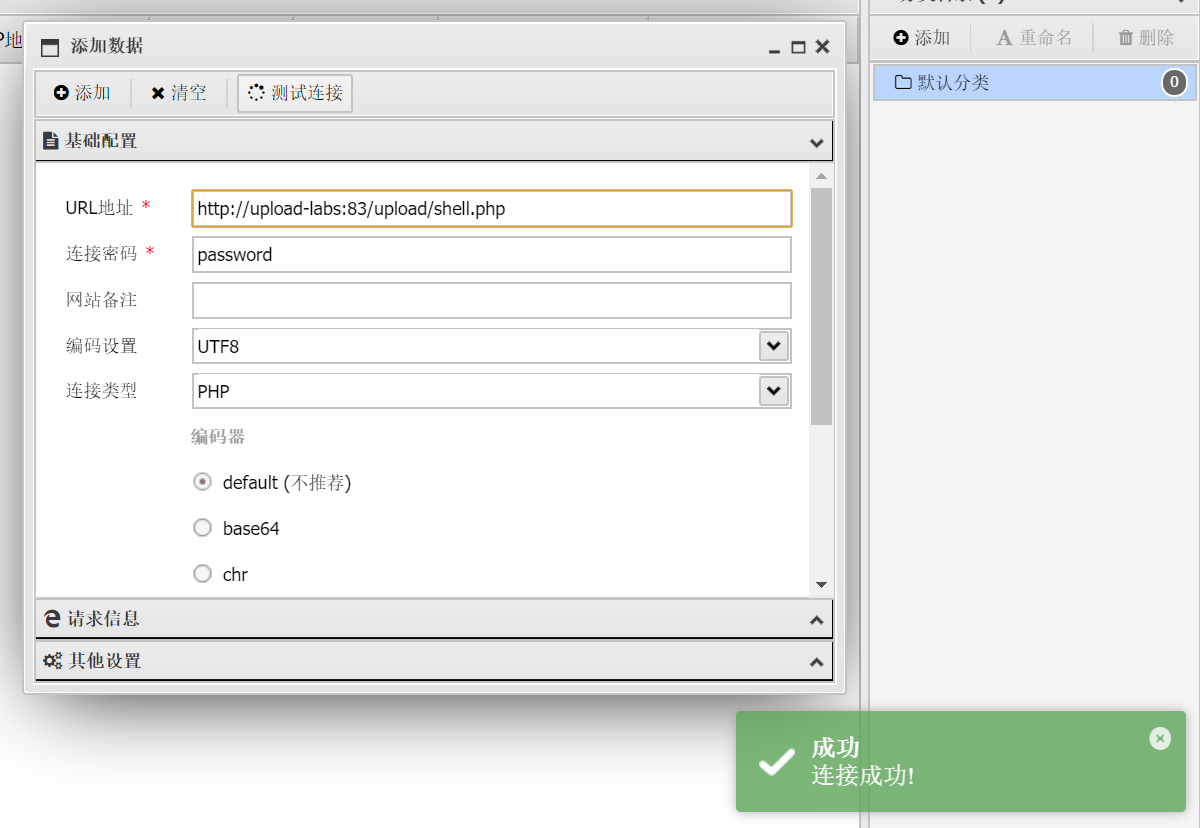 P地
添加数据
添加 清空 测试连接
基础配置
URL地址 * http://upload-labs:83/upload/shell.php
连接密码 * password
网站备注
编码设置 UTF8
连接类型 PHP
编码器
default (不推荐)
base64
chr
请求信息
其他设置
添加 重命名 删除
默认分类 0
成功
连接成功!